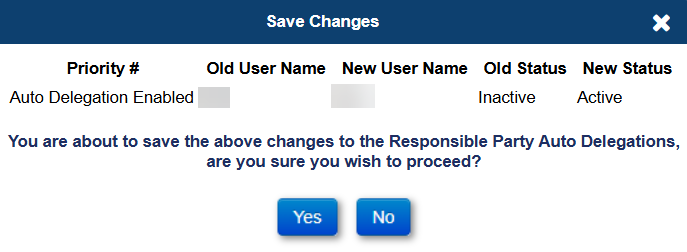 Save Changes
Priority # Old User Name New User Name Old Status New Status
Auto Delegation Enabled Inactive Active
You are about to save the above changes to the Responsible Party Auto Delegations,
are you sure you wish to proceed?
Yes No